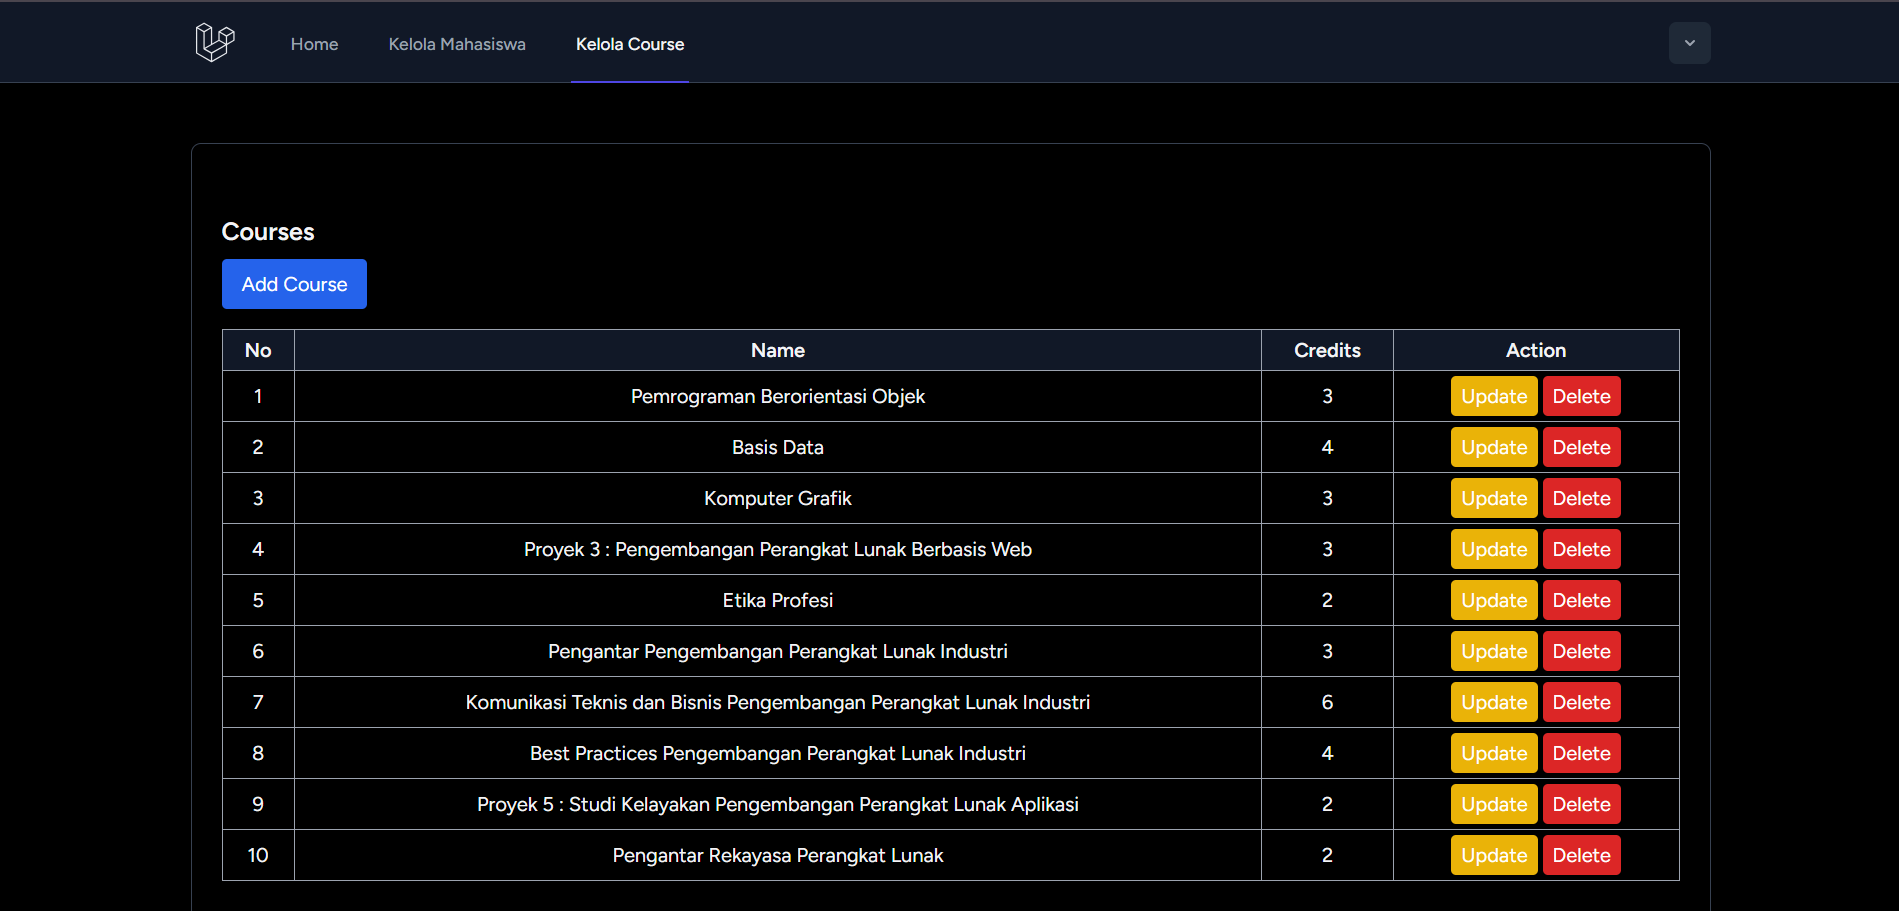 Home Kelola Mahasiswa Kelola Course
Courses
Add Course
No Name Credits Action
1 Pemrograman Berorientasi Objek 3 Update Delete
2 Basis Data 4 Update Delete
3 Komputer Grafik 3 Update Delete
4 Proyek 3 : Pengembangan Perangkat Lunak Berbasis Web 3 Update Delete
5 Etika Profesi 2 Update Delete
6 Pengantar Pengembangan Perangkat Lunak Industri 3 Update Delete
7 Komunikasi Teknis dan Bisnis Pengembangan Perangkat Lunak Industri 6 Update Delete
8 Best Practices Pengembangan Perangkat Lunak Industri 4 Update Delete
9 Proyek 5 : Studi Kelayakan Pengembangan Perangkat Lunak Aplikasi 2 Update Delete
10 Pengantar Rekayasa Perangkat Lunak 2 Update Delete